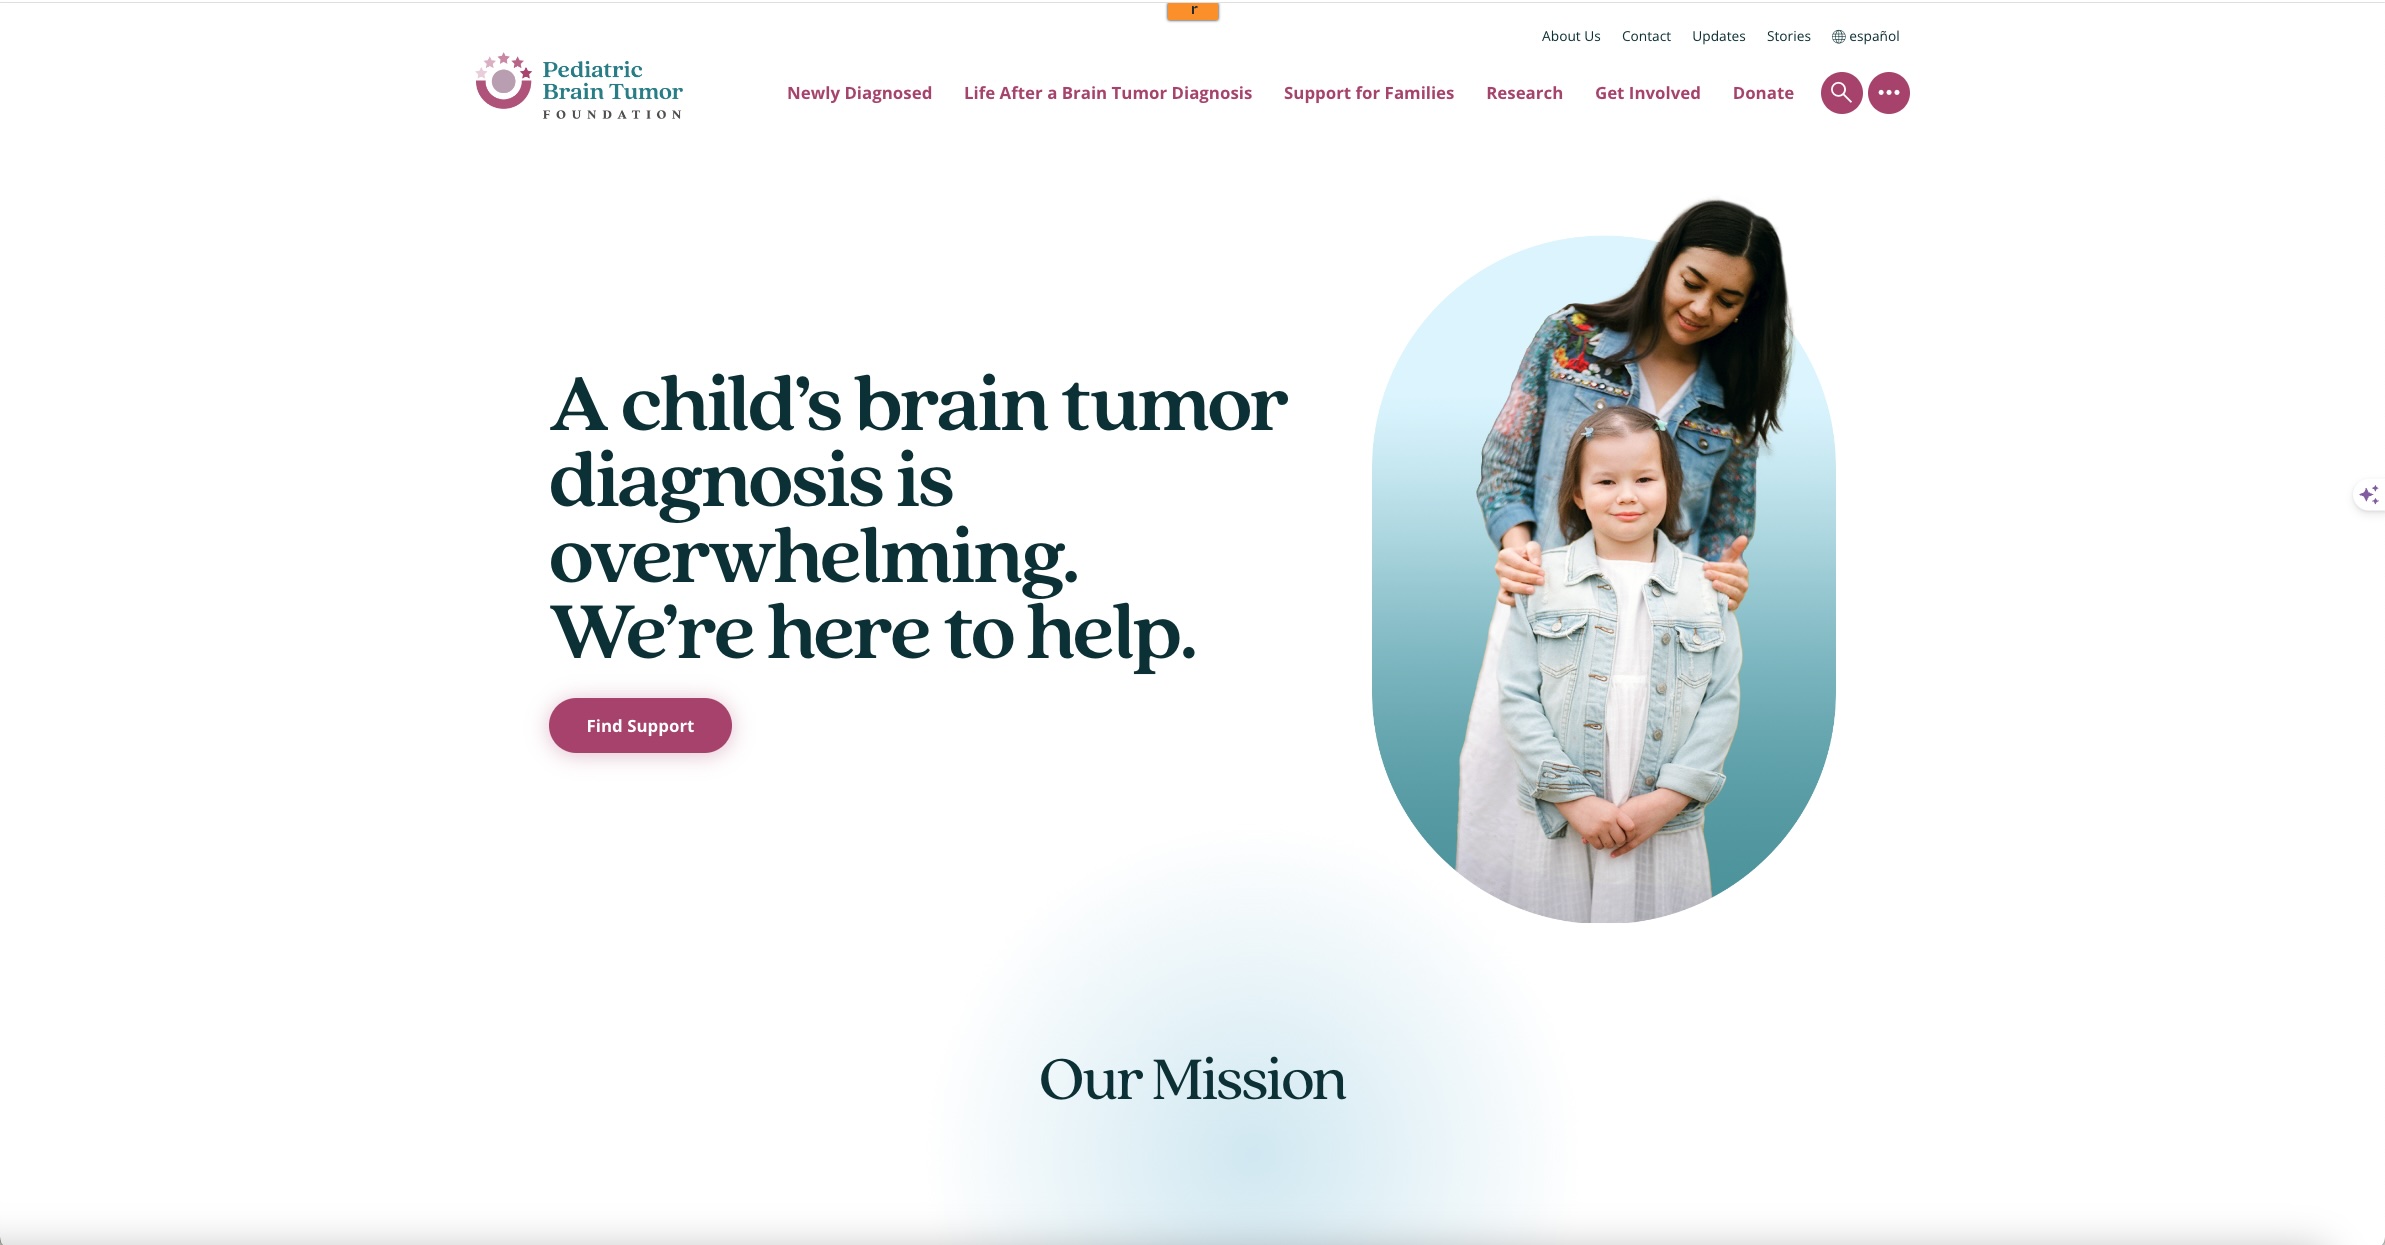 r
About Us Contact Updates Stories español
Pediatric
Brain Tumor
FOUNDATION
Newly Diagnosed Life After a Brain Tumor Diagnosis Support for Families Research Get Involved Donate
A child’s brain tumor
diagnosis is
overwhelming.
We’re here to help.
Find Support
Our Mission